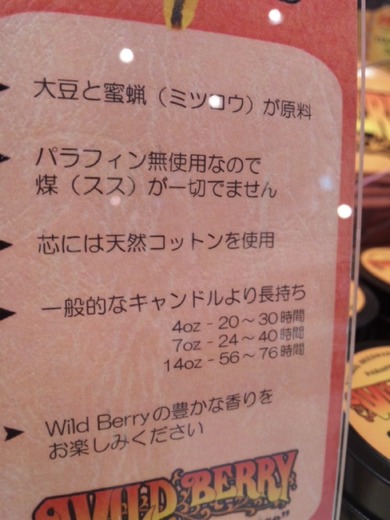 大豆と蜜蝋（ミツロウ）が原料
パラフィン無使用なので
煤（スス）が一切でません
芯には天然コットンを使用
一般的なキャンドルより長持ち
4oz - 20～30時間
7oz - 24～40時間
14oz - 56～76時間
Wild Berryの豊かな香りを
お楽しみください
WILD BERRY